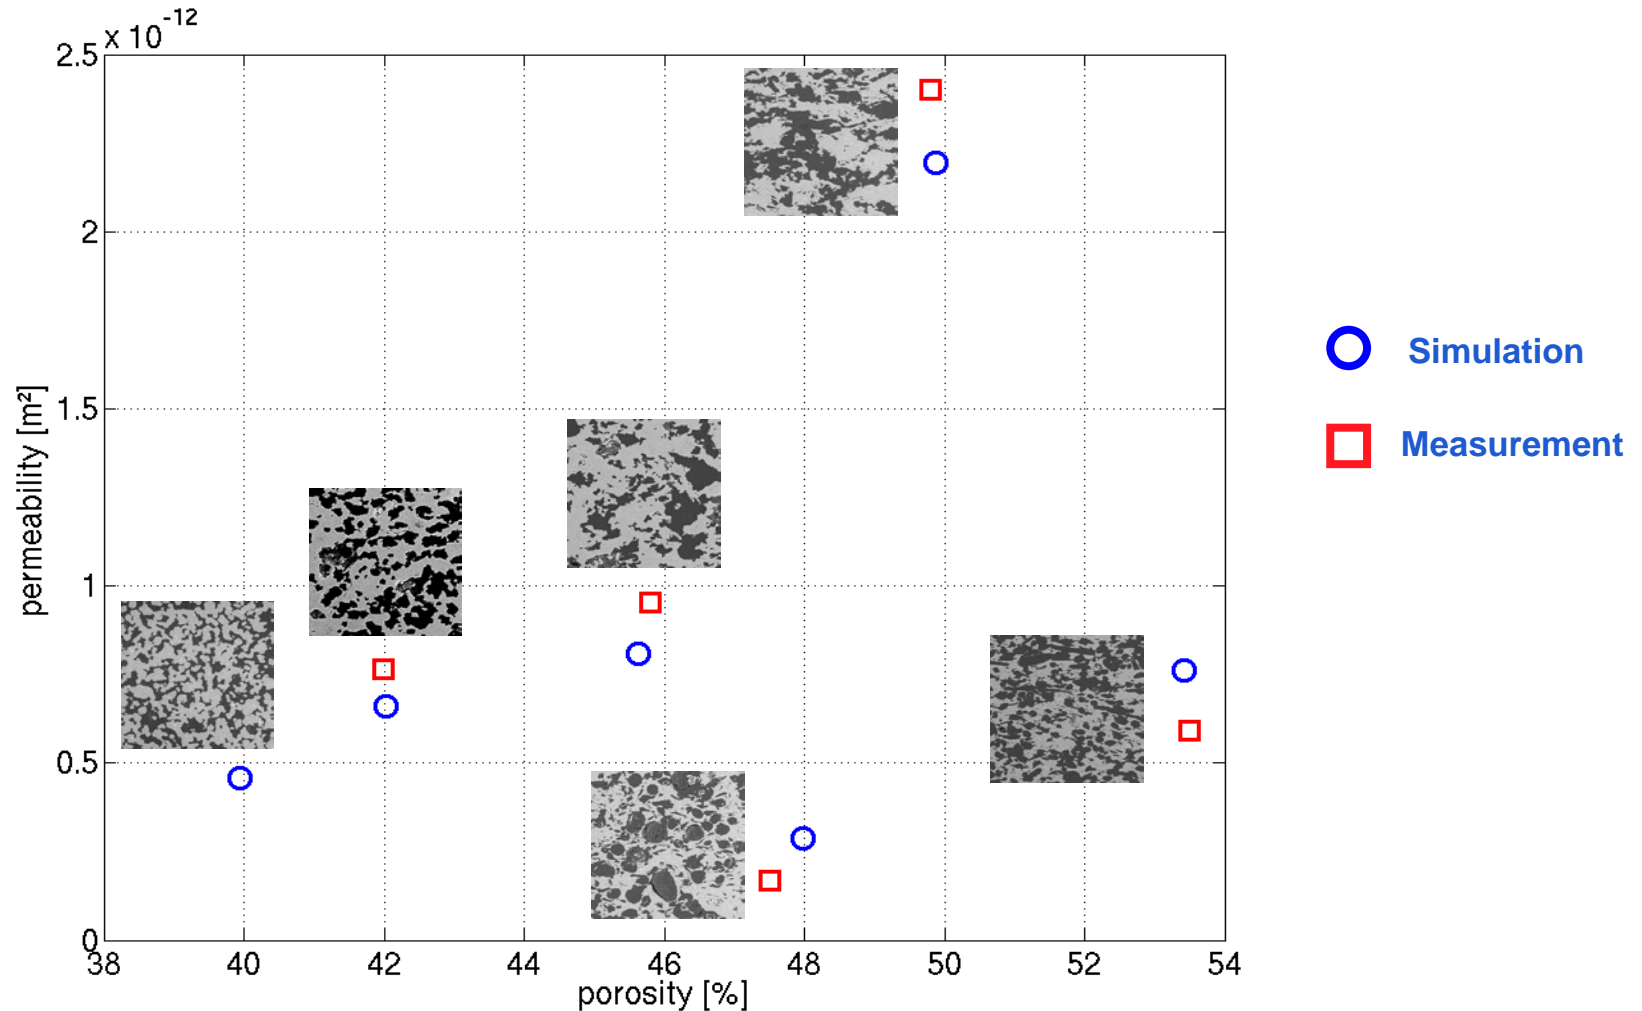 x 10^-12
2.5
2
1.5
1
0.5
0
permeability [m²]
38 40 42 44 46 48 50 52 54
porosity [%]
Simulation
Measurement